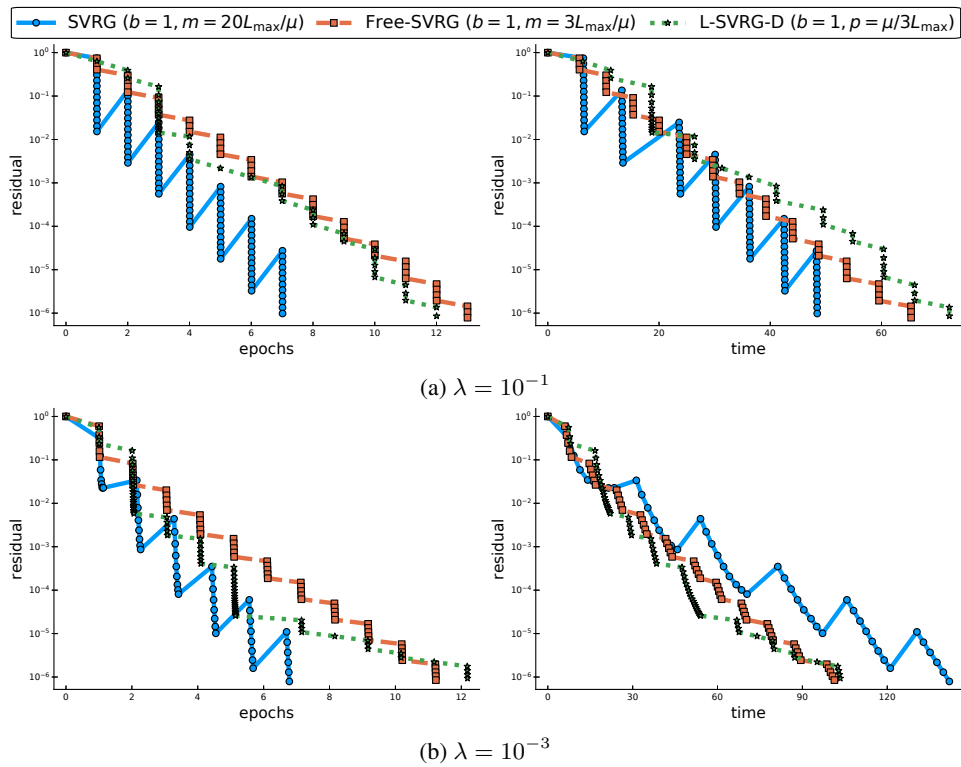 SVRG (b = 1, m = 20L_max/μ) Free-SVRG (b = 1, m = 3L_max/μ) L-SVRG-D (b = 1, p = μ/3L_max)
10^0
10^-1
10^-2
10^-3
10^-4
10^-5
10^-6
residual
0 2 4 6 8 10 12
epochs
10^0
10^-1
10^-2
10^-3
10^-4
10^-5
10^-6
residual
0 20 40 60
time
(a) λ = 10^-1
10^0
10^-1
10^-2
10^-3
10^-4
10^-5
10^-6
residual
0 2 4 6 8 10 12
epochs
10^0
10^-1
10^-2
10^-3
10^-4
10^-5
10^-6
residual
0 30 60 90 120
time
(b) λ = 10^-3